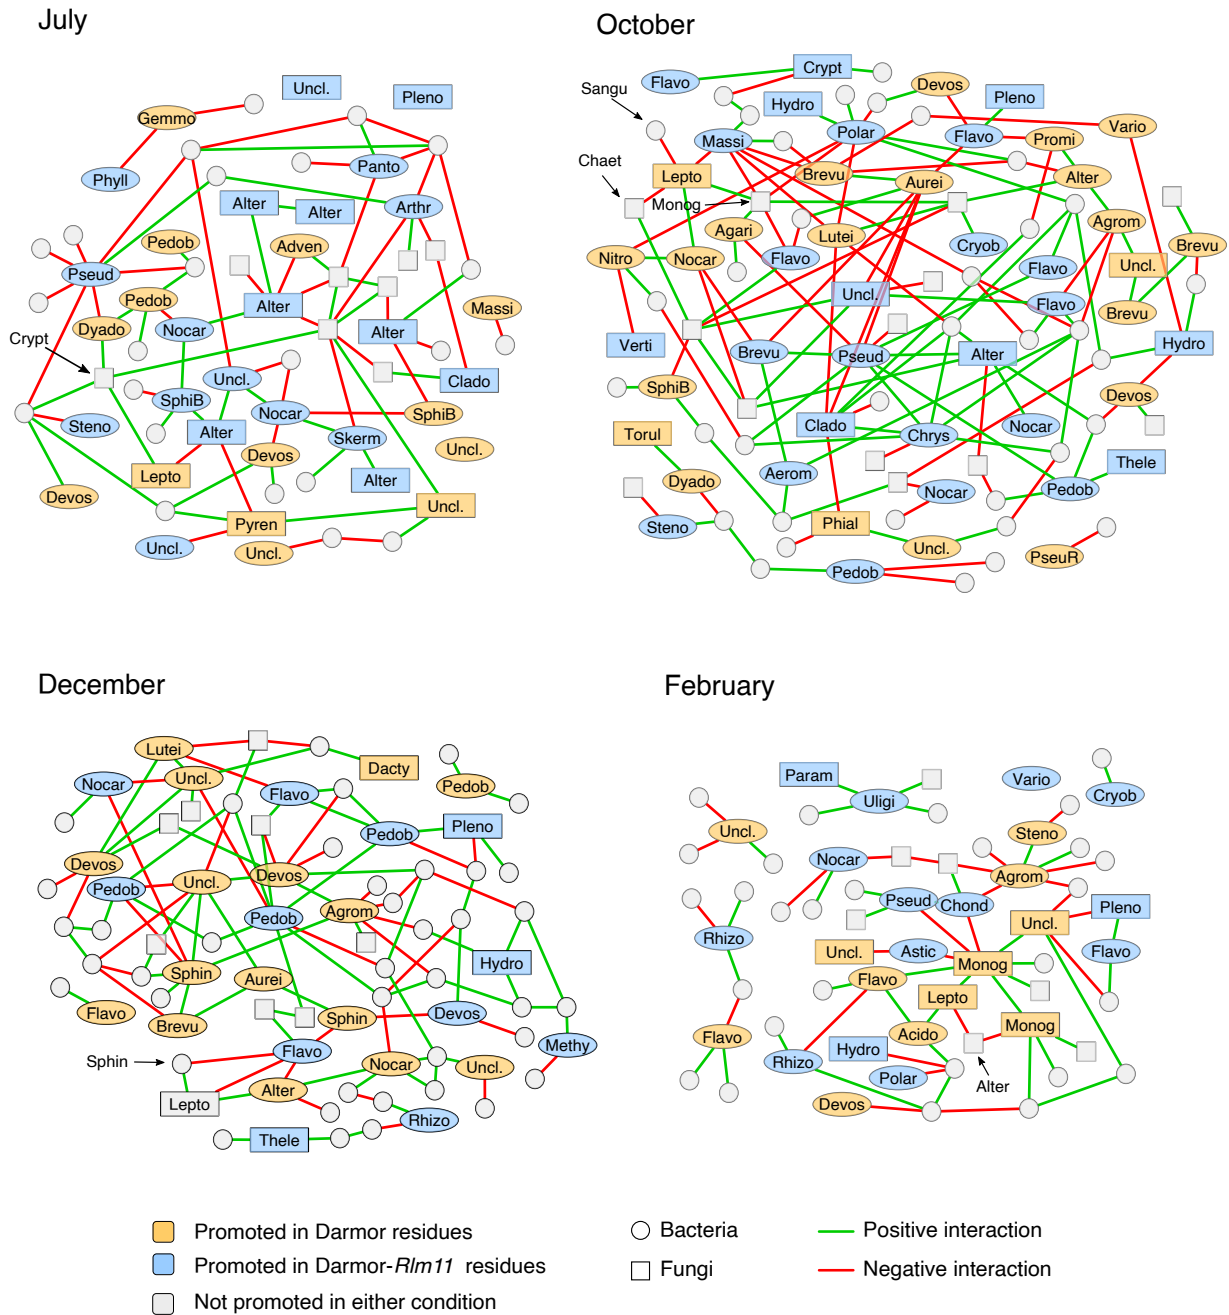 July
October
Uncl.
Pleno
Gemmo
Phyll
Panto
Alter
Alter
Arthr
Pedob
Adven
Pseud
Pedob
Alter
Massi
Dyado
Nocar
Alter
Crypt
Uncl.
Clado
SphiB
Nocar
SphiB
Steno
Alter
Skerm
Uncl.
Devos
Lepto
Alter
Devos
Pyren
Uncl.
Uncl.
Uncl.
Crypt
Flavo
Devos
Sangu
Hydro
Pleno
Massi
Polar
Flavo
Promi
Vario
Chaet
Lepto
Brevu
Aurei
Alter
Monog
Agari
Lutei
Cryob
Agrom
Brevu
Nitro
Nocar
Flavo
Flavo
Uncl.
Uncl.
Flavo
Brevu
Verti
Brevu
Pseud
Alter
Hydro
SphiB
Devos
Torul
Clado
Chrys
Nocar
Thele
Dyado
Aerom
Nocar
Pedob
Steno
Phial
Uncl.
PseuR
Pedob
December
February
Lutei
Dacty
Nocar
Uncl.
Flavo
Pedob
Pedob
Pleno
Devos
Pedob
Uncl.
Devos
Pedob
Agrom
Sphin
Aurei
Hydro
Flavo
Brevu
Sphin
Devos
Sphin
Flavo
Methy
Alter
Nocar
Uncl.
Lepto
Rhizo
Thele
Param
Vario
Cryob
Uligi
Uncl.
Steno
Nocar
Agrom
Pseud
Chond
Pleno
Rhizo
Uncl.
Uncl.
Astic
Monog
Flavo
Flavo
Lepto
Flavo
Acido
Monog
Rhizo
Hydro
Polar
Alter
Devos
Promoted in Darmor residues
Bacteria
Positive interaction
Promoted in Darmor-Rlm11 residues
Fungi
Negative interaction
Not promoted in either condition